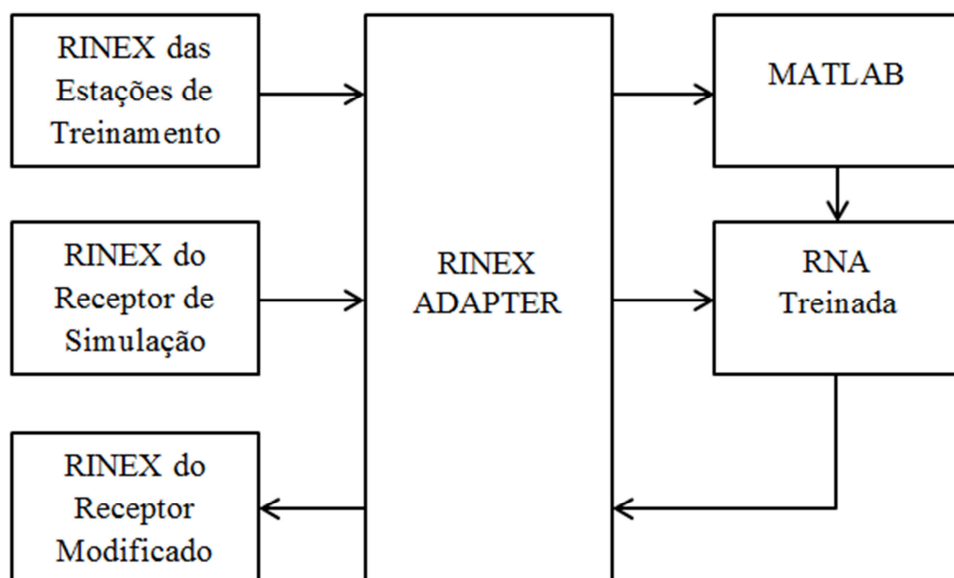 RINEX das
Estações de
Treinamento
RINEX
ADAPTER
MATLAB
RINEX do
Receptor de
Simulação
RNA
Treinada
RINEX do
Receptor
Modificado